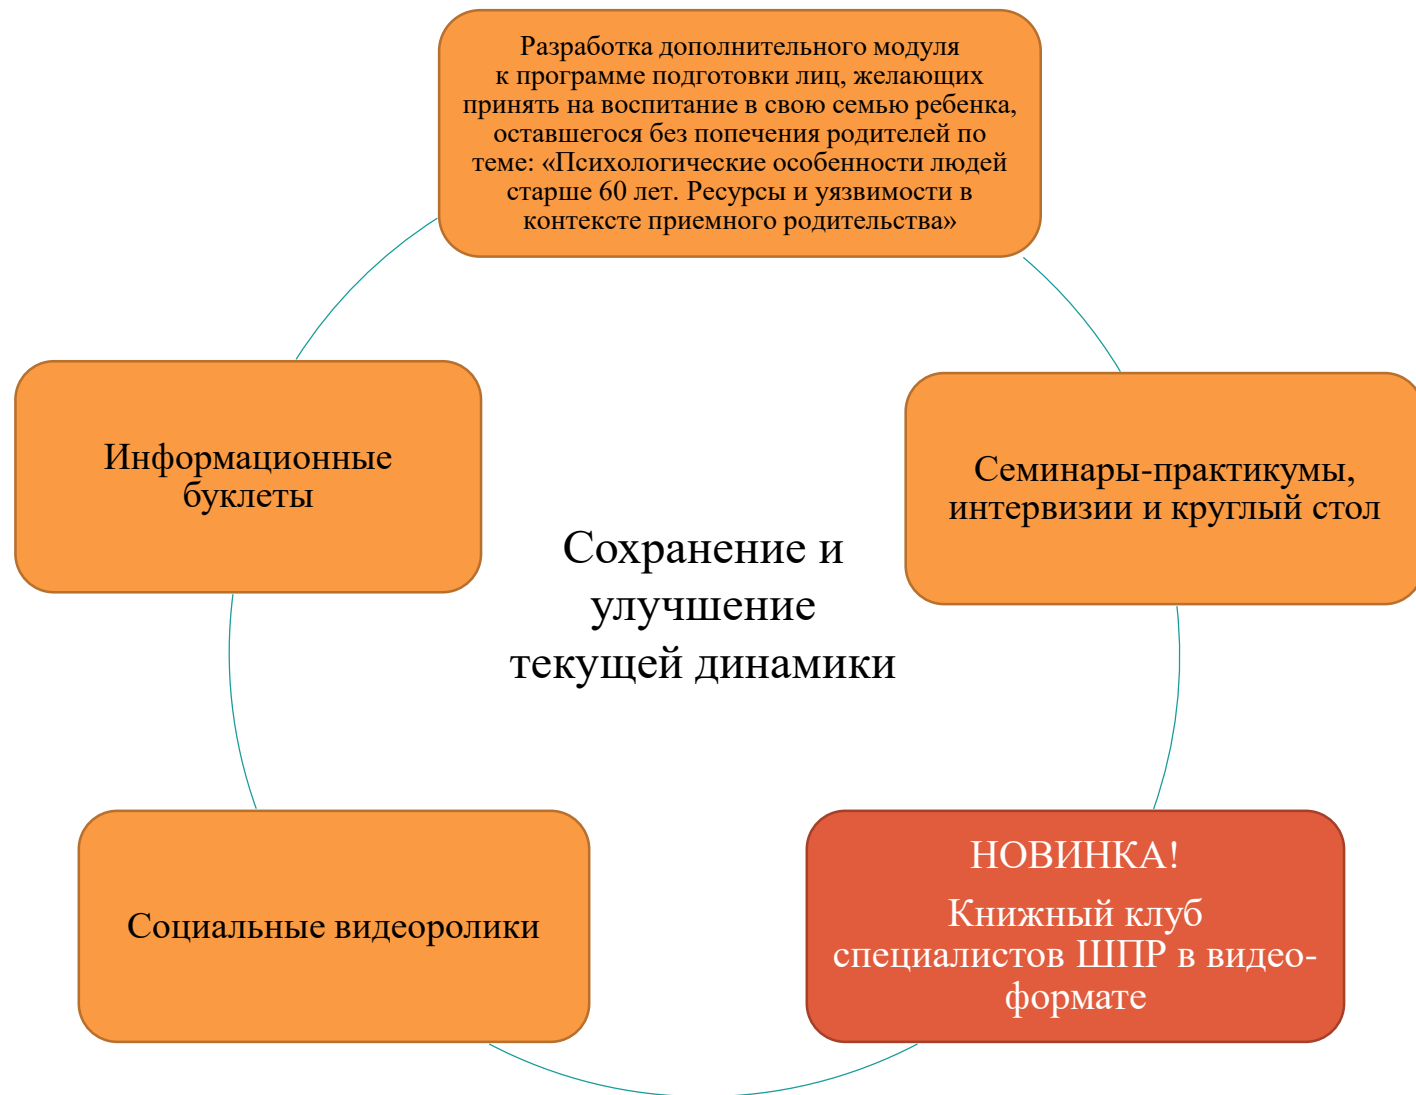 Разработка дополнительного модуля
к программе подготовки лиц, желающих
принять на воспитание в свою семью ребенка,
оставшегося без попечения родителей по
теме: «Психологические особенности людей
старше 60 лет. Ресурсы и уязвимости в
контексте приемного родительства»
Информационные
буклеты
Семинары-практикумы,
интервизии и круглый стол
Сохранение и
улучшение
текущей динамики
Социальные видеоролики
НОВИНКА!
Книжный клуб
специалистов ШПР в видео-
формате